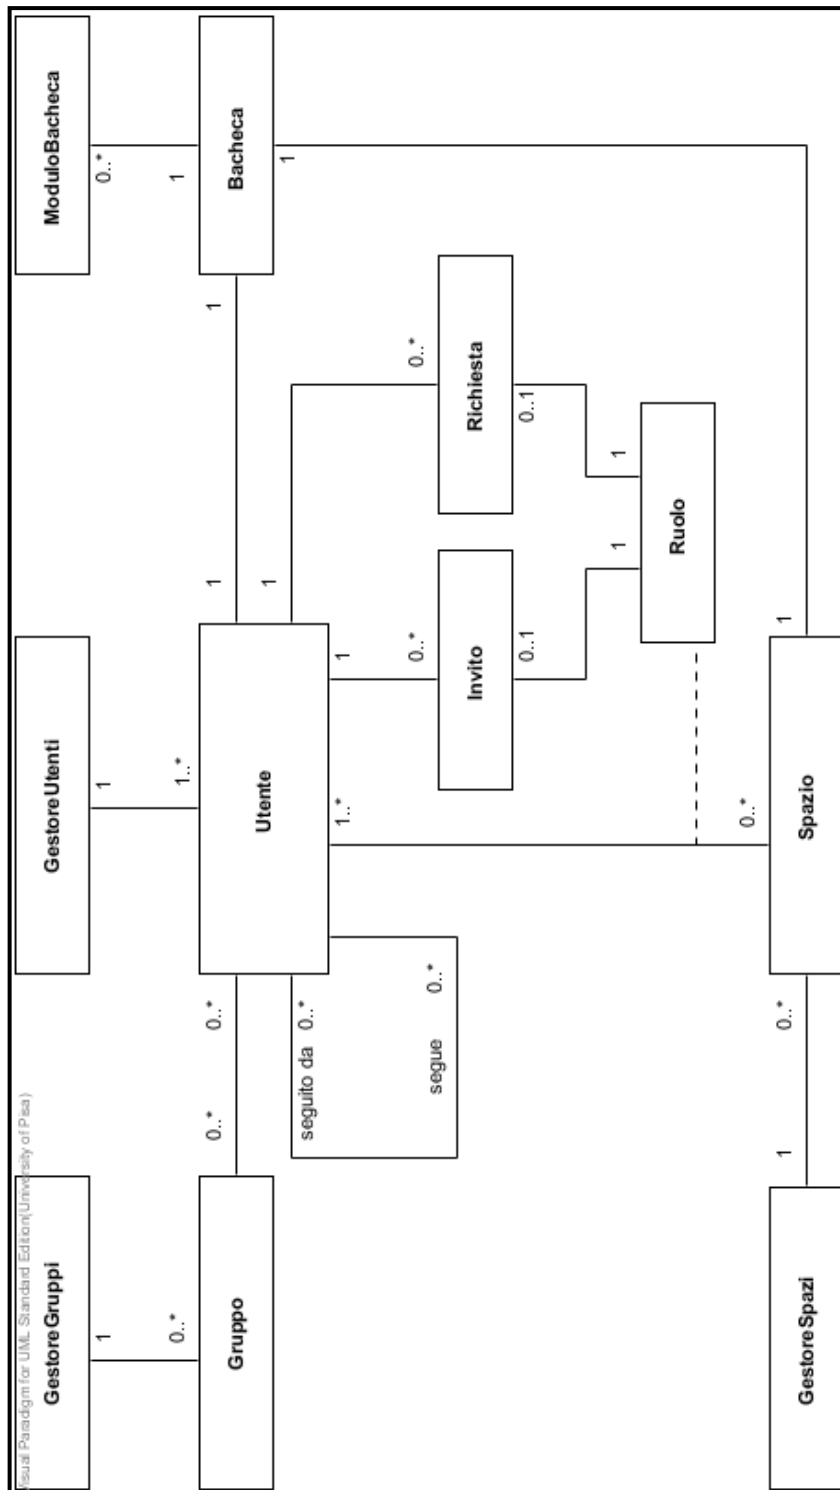 Visual Paradigm for UML Standard Edition(University of Pisa)
GestoreGruppi
GestoreUtenti
ModuloBacheca
1
1
0..*
0..*
1..*
1
0..*
0..*
1
1
Gruppo
Utente
Bacheca
1
1
seguito da 0..*
1..*
1
0..*
0..*
segue
0..*
Invito
Richiesta
0..1
0..1
1
1
Ruolo
0..*
1
0..*
1
GestoreSpazi
Spazio